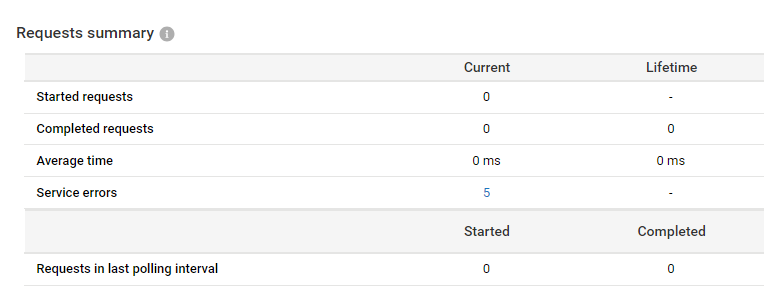 Requests summary
Current Lifetime
Started requests 0 -
Completed requests 0 0
Average time 0 ms 0 ms
Service errors 5 -
Started Completed
Requests in last polling interval 0 0